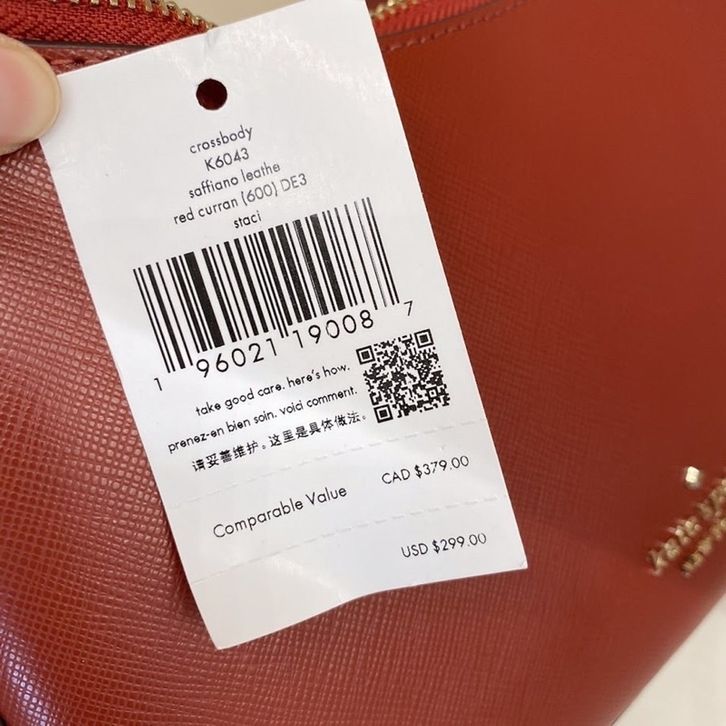 crossbody
K6043
saffiano leathe
red curran (600) DE3
staci
1 96021 19008 7
take good care. here's how.
prenez-en bien soin. voici comment.
请妥善维护。这里是具体做法。
CAD $379.00
Comparable Value
USD $299.00